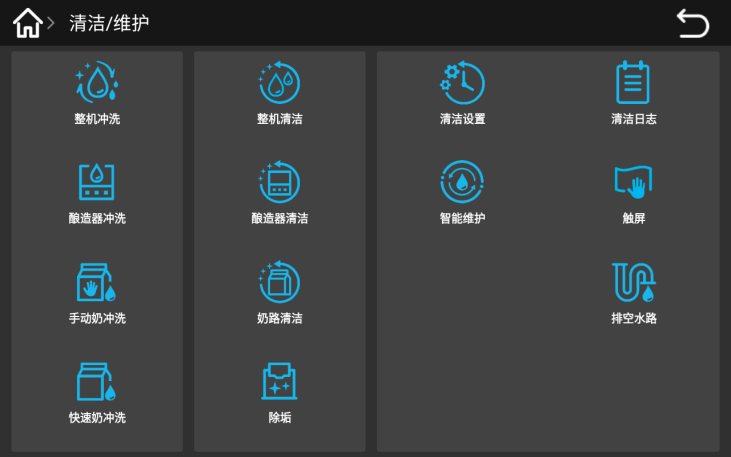 清洁/维护
整机冲洗
整机清洁
清洁设置
清洁日志
酿造器冲洗
酿造器清洁
智能维护
触屏
手动奶冲洗
奶路清洁
排空水路
快速奶冲洗
除垢